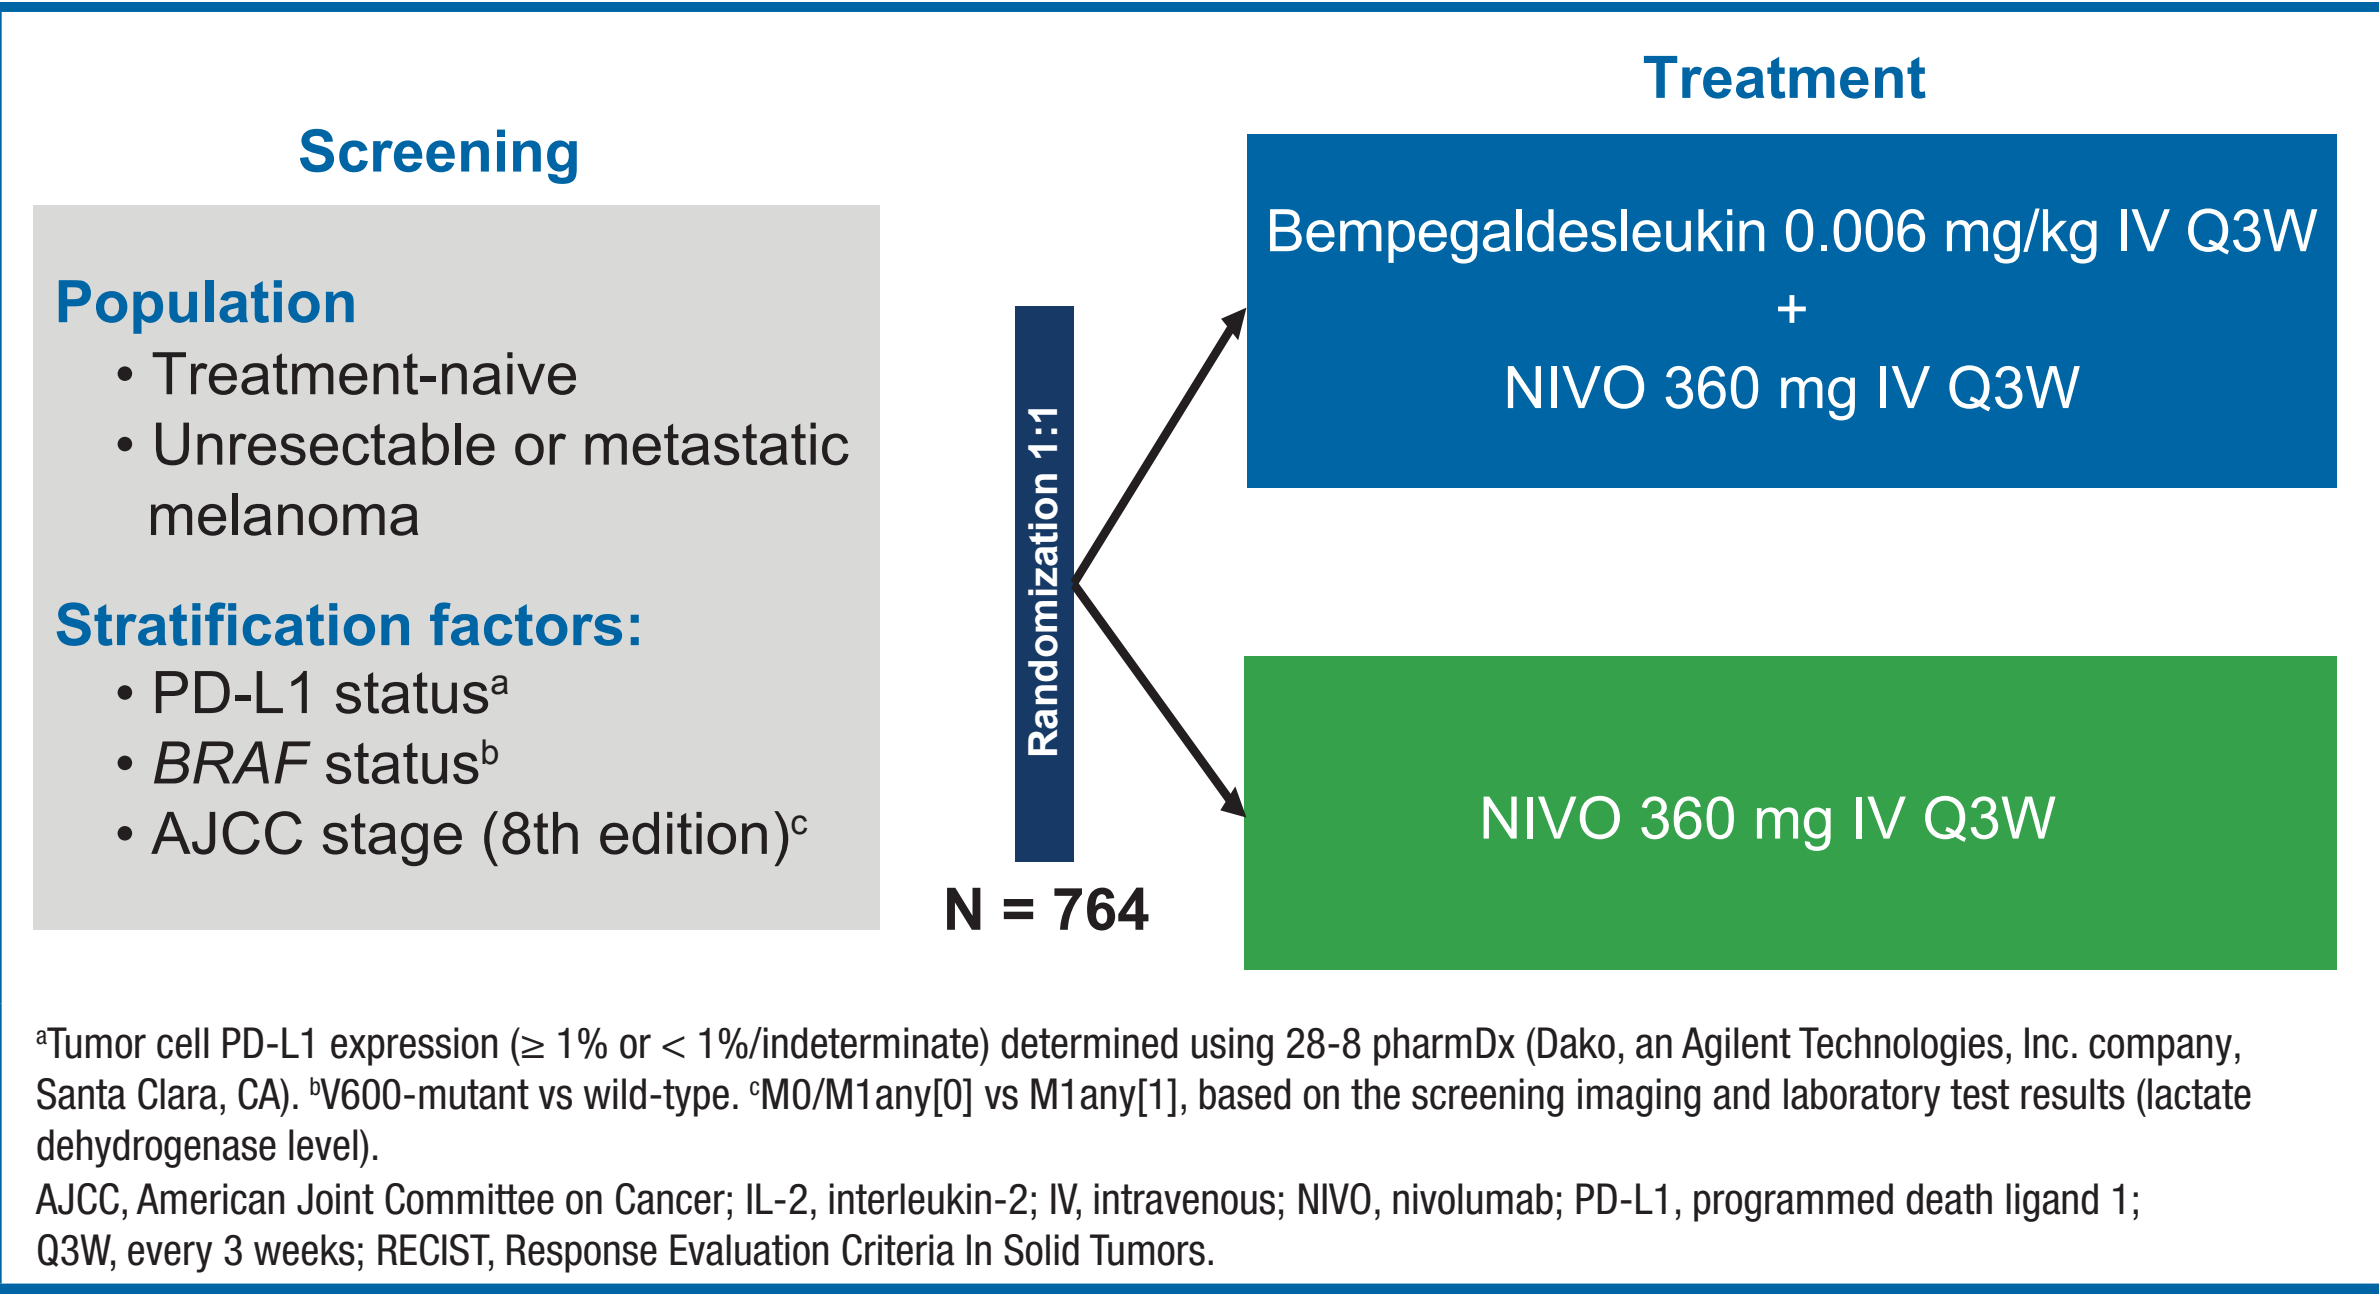 Screening
Population
• Treatment-naive
• Unresectable or metastatic
melanoma
Stratification factors:
• PD-L1 statusᵃ
• BRAF statusᵇ
• AJCC stage (8th edition)ᶜ
Randomization 1:1
N = 764
Treatment
Bempegaldesleukin 0.006 mg/kg IV Q3W
+
NIVO 360 mg IV Q3W
NIVO 360 mg IV Q3W
ᵃTumor cell PD-L1 expression (≥ 1% or < 1%/indeterminate) determined using 28-8 pharmDx (Dako, an Agilent Technologies, Inc. company,
Santa Clara, CA). ᵇV600-mutant vs wild-type. ᶜM0/M1any[0] vs M1any[1], based on the screening imaging and laboratory test results (lactate
dehydrogenase level).
AJCC, American Joint Committee on Cancer; IL-2, interleukin-2; IV, intravenous; NIVO, nivolumab; PD-L1, programmed death ligand 1;
Q3W, every 3 weeks; RECIST, Response Evaluation Criteria In Solid Tumors.